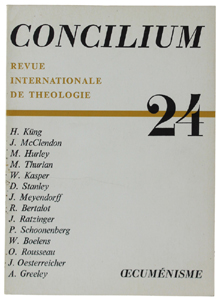 CONCILIUM
REVUE
INTERNATIONALE
DE THEOLOGIE
24
H. Küng
J. McClendon
M. Hurley
M. Thurian
W. Kasper
D. Stanley
J. Meyendorff
R. Bertalot
J. Ratzinger
P. Schoonenberg
W. Boelens
O. Rousseau
J. Oesterreicher
A. Greeley
ŒCUMÉNISME